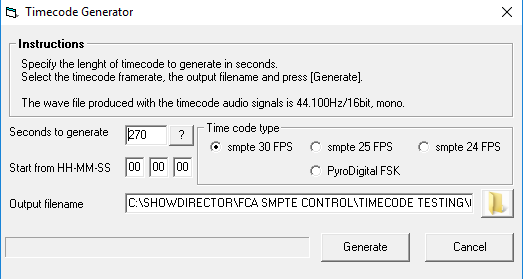 Timecode Generator
Instructions
Specify the lenght of timecode to generate in seconds.
Select the timecode framerate, the output filename and press [Generate].
The wave file produced with the timecode audio signals is 44.100Hz/16bit, mono.
Seconds to generate 270 ?
Time code type
smpte 30 FPS smpte 25 FPS smpte 24 FPS
Start from HH-MM-SS 00 00 00
PyroDigital FSK
Output filename C:\SHOWDIRECTOR\FCA SMPTE CONTROL\TIMECODE TESTING\
Generate Cancel